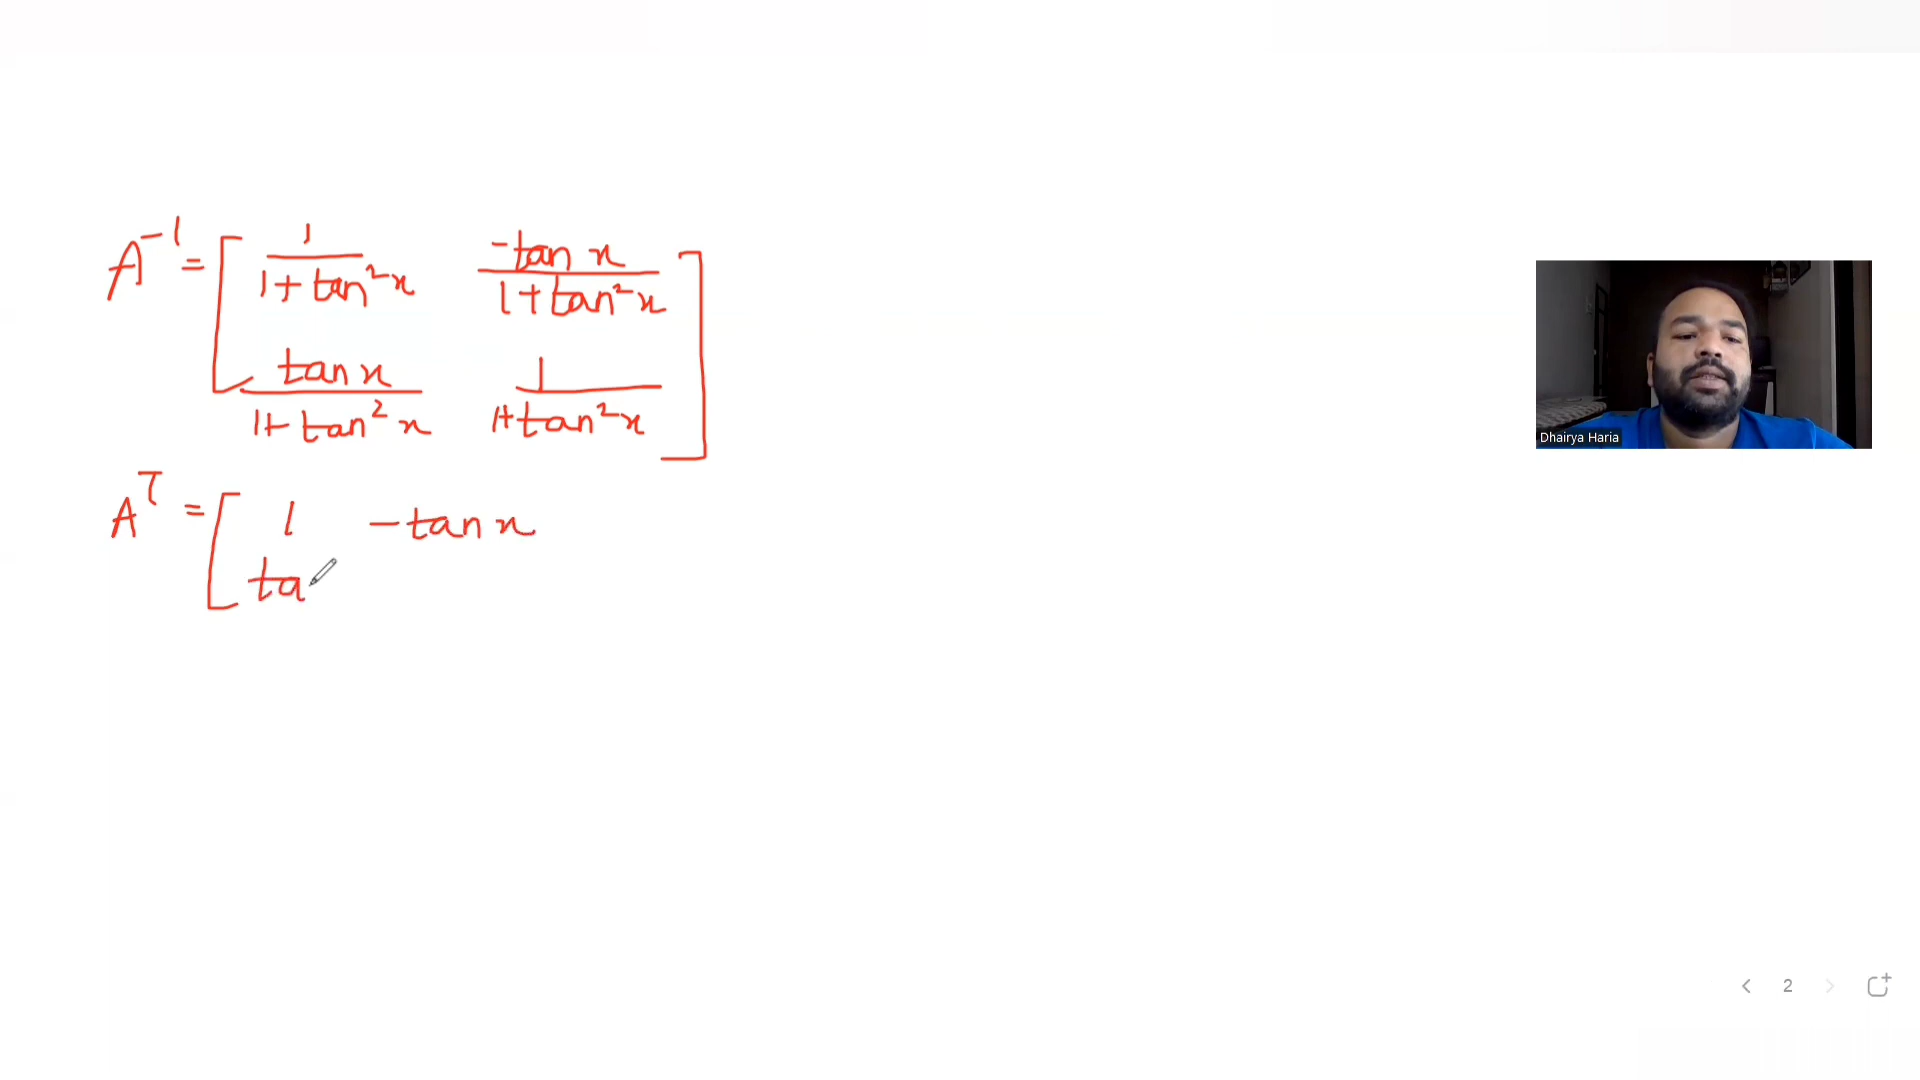 A⁻¹ = [ 1/(1+tan²x)   -tan x/(1+tan²x)
tan x/(1+tan²x)   1/(1+tan²x) ]
Aᵀ = [ 1   -tan x
ta
Dhairya Haria
2